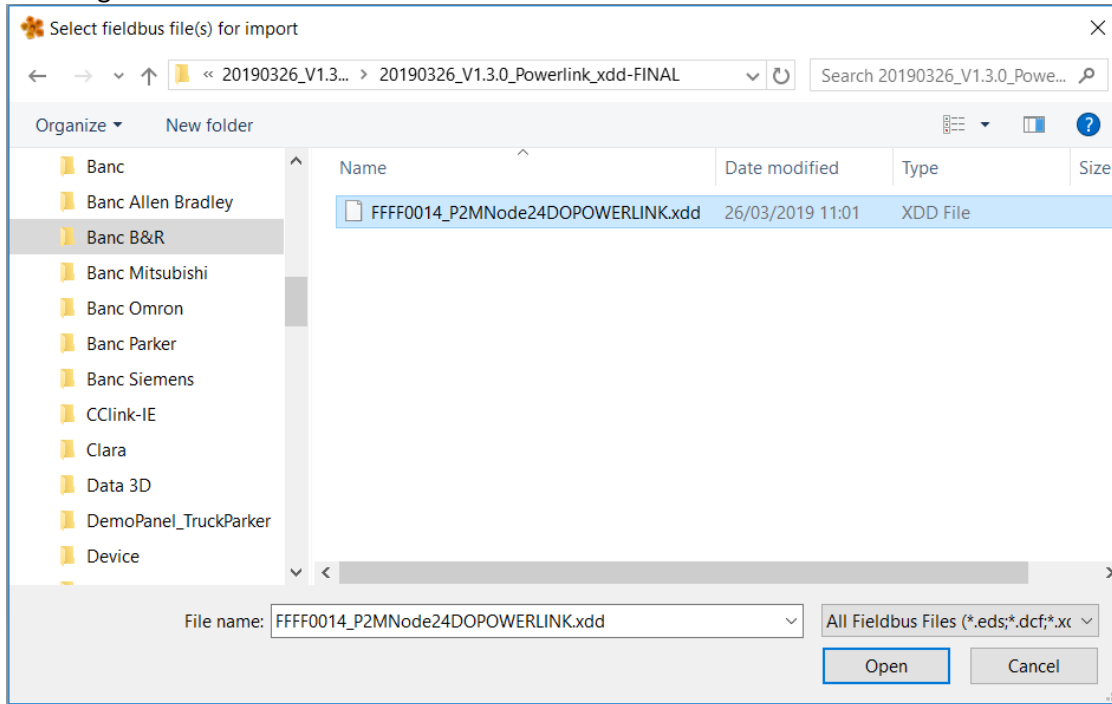 Select fieldbus file(s) for import
« 20190326_V1.3... > 20190326_V1.3.0_Powerlink_xdd-FINAL
Search 20190326_V1.3.0_Powe...
Organize
New folder
Banc
Banc Allen Bradley
Banc B&R
Banc Mitsubishi
Banc Omron
Banc Parker
Banc Siemens
CClink-IE
Clara
Data 3D
DemoPanel_TruckParker
Device
Name Date modified Type Size
FFFF0014_P2MNode24DOPOWERLINK.xdd 26/03/2019 11:01 XDD File
File name: FFFF0014_P2MNode24DOPOWERLINK.xdd
All Fieldbus Files (*.eds;*.dcf;*.xc
Open Cancel